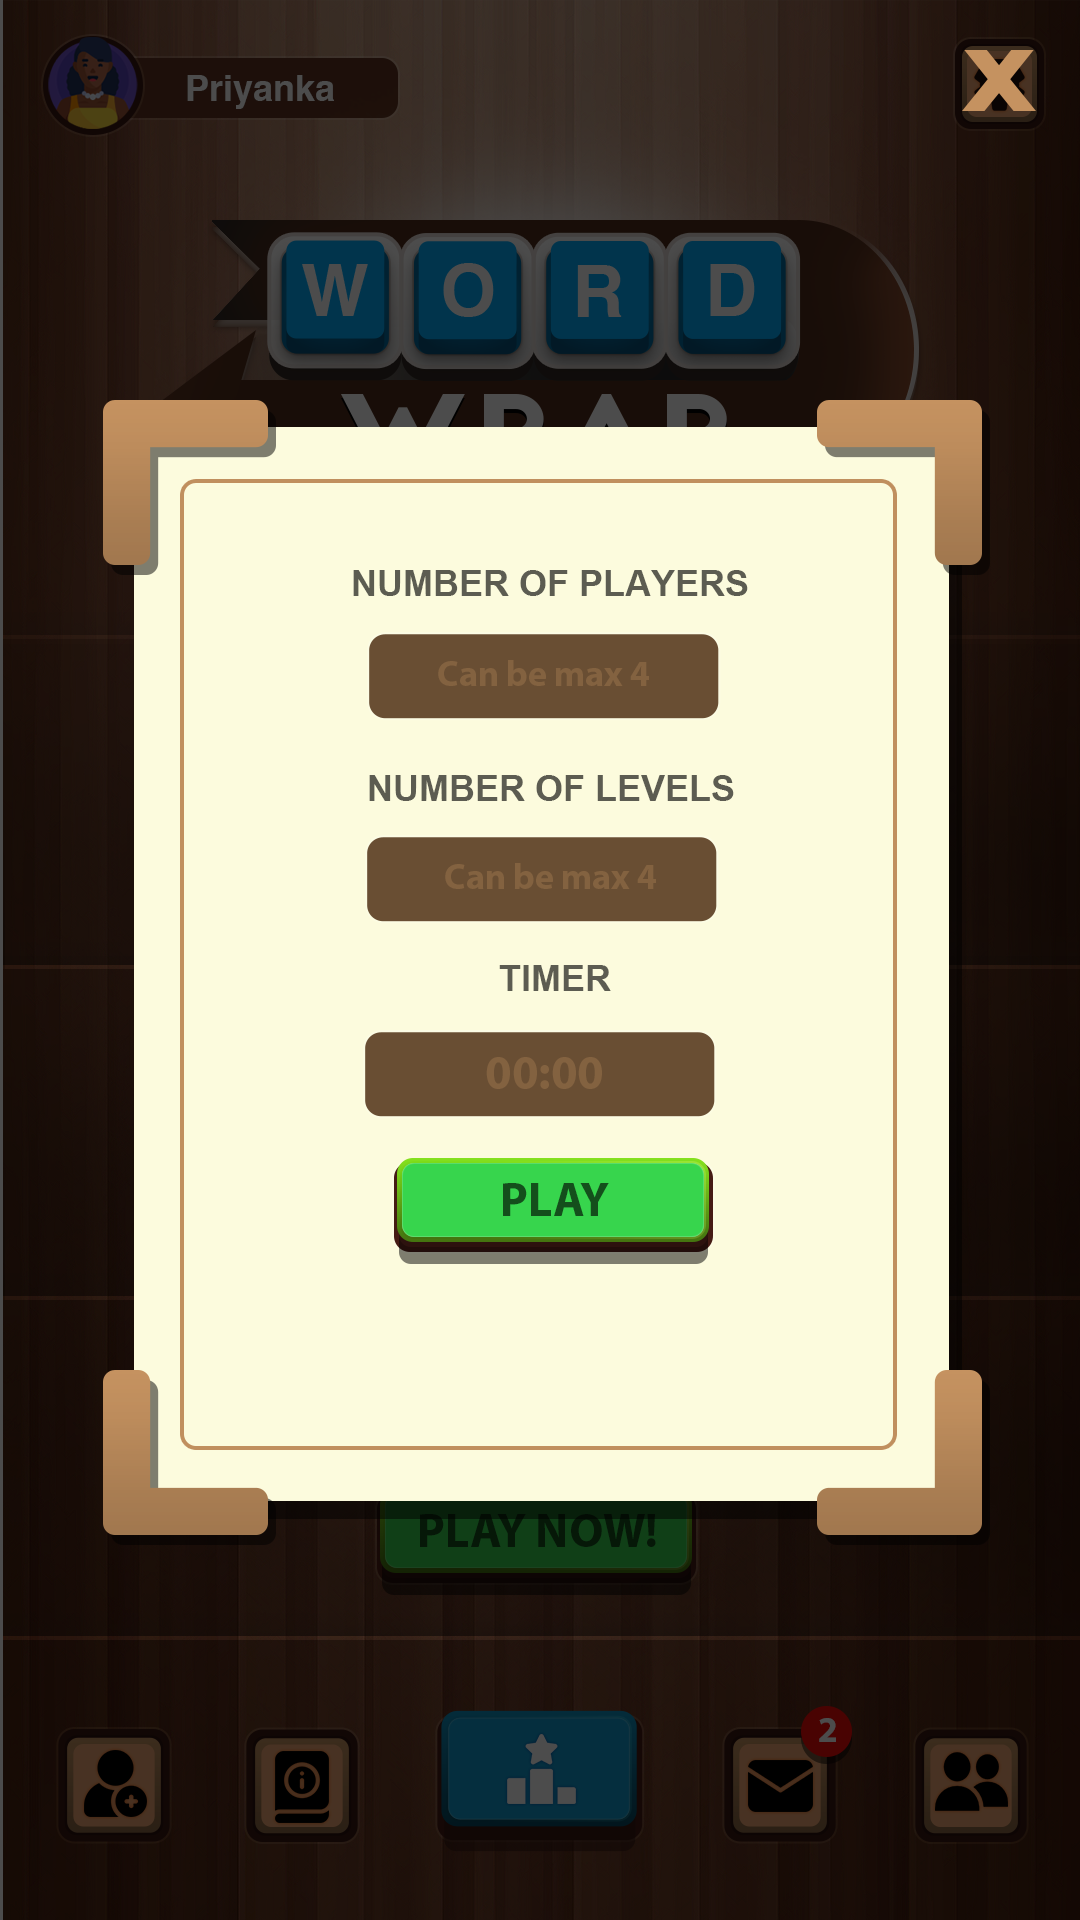 Priyanka
X
WORD
WRAP
NUMBER OF PLAYERS
Can be max 4
NUMBER OF LEVELS
Can be max 4
TIMER
00:00
PLAY
PLAY NOW!
2